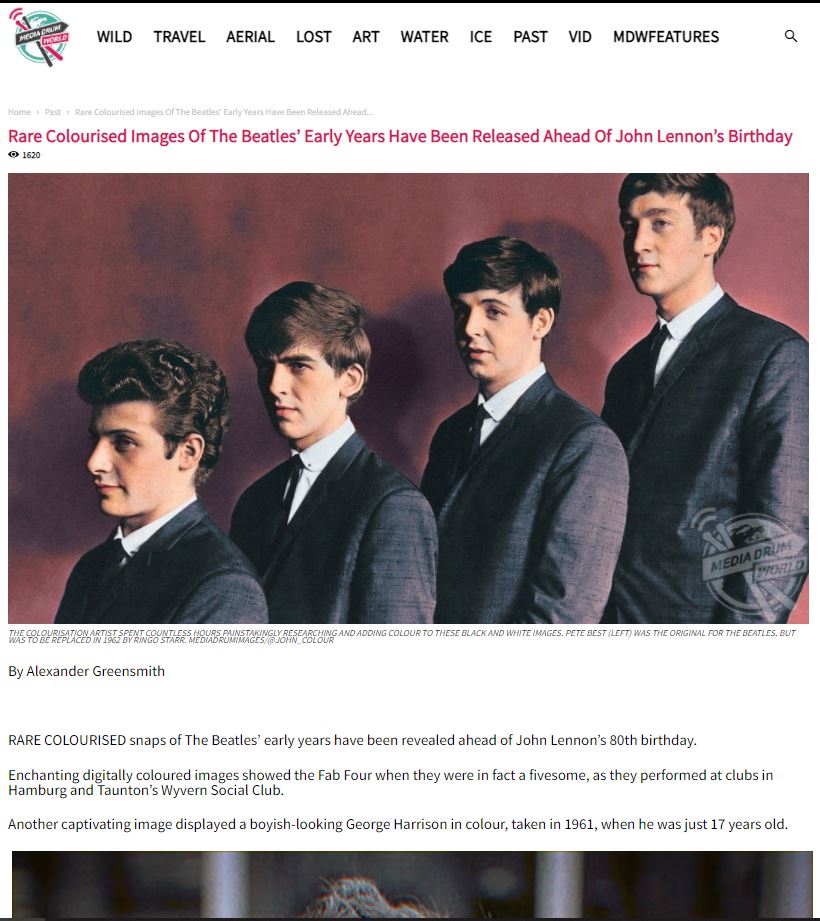 MEDIA DRUM
WORLD
WILD TRAVEL AERIAL LOST ART WATER ICE PAST VID MDWFEATURES
Home › Past › Rare Colourised Images Of The Beatles' Early Years Have Been Released Ahead...
Rare Colourised Images Of The Beatles' Early Years Have Been Released Ahead Of John Lennon's Birthday
1620
MEDIA DRUM
WORLD
THE COLOURISATION ARTIST SPENT COUNTLESS HOURS PAINSTAKINGLY RESEARCHING AND ADDING COLOUR TO THESE BLACK AND WHITE IMAGES. PETE BEST (LEFT) WAS THE ORIGINAL FOR THE BEATLES, BUT
WAS TO BE REPLACED IN 1962 BY RINGO STARR. MEDIADRUMIMAGES/@JOHN_COLOUR
By Alexander Greensmith
RARE COLOURISED snaps of The Beatles' early years have been revealed ahead of John Lennon's 80th birthday.
Enchanting digitally coloured images showed the Fab Four when they were in fact a fivesome, as they performed at clubs in
Hamburg and Taunton's Wyvern Social Club.
Another captivating image displayed a boyish-looking George Harrison in colour, taken in 1961, when he was just 17 years old.